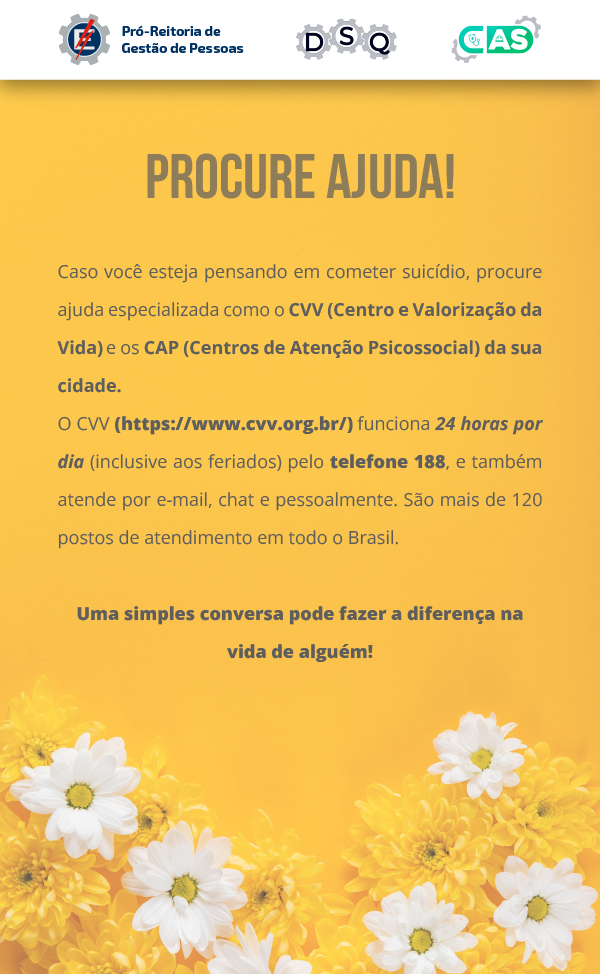 Pró-Reitoria de
Gestão de Pessoas
DSQ
CAS
PROCURE AJUDA!
Caso você esteja pensando em cometer suicídio, procure
ajuda especializada como o CVV (Centro e Valorização da
Vida) e os CAP (Centros de Atenção Psicossocial) da sua
cidade.
O CVV (https://www.cvv.org.br/) funciona 24 horas por
dia (inclusive aos feriados) pelo telefone 188, e também
atende por e-mail, chat e pessoalmente. São mais de 120
postos de atendimento em todo o Brasil.
Uma simples conversa pode fazer a diferença na
vida de alguém!